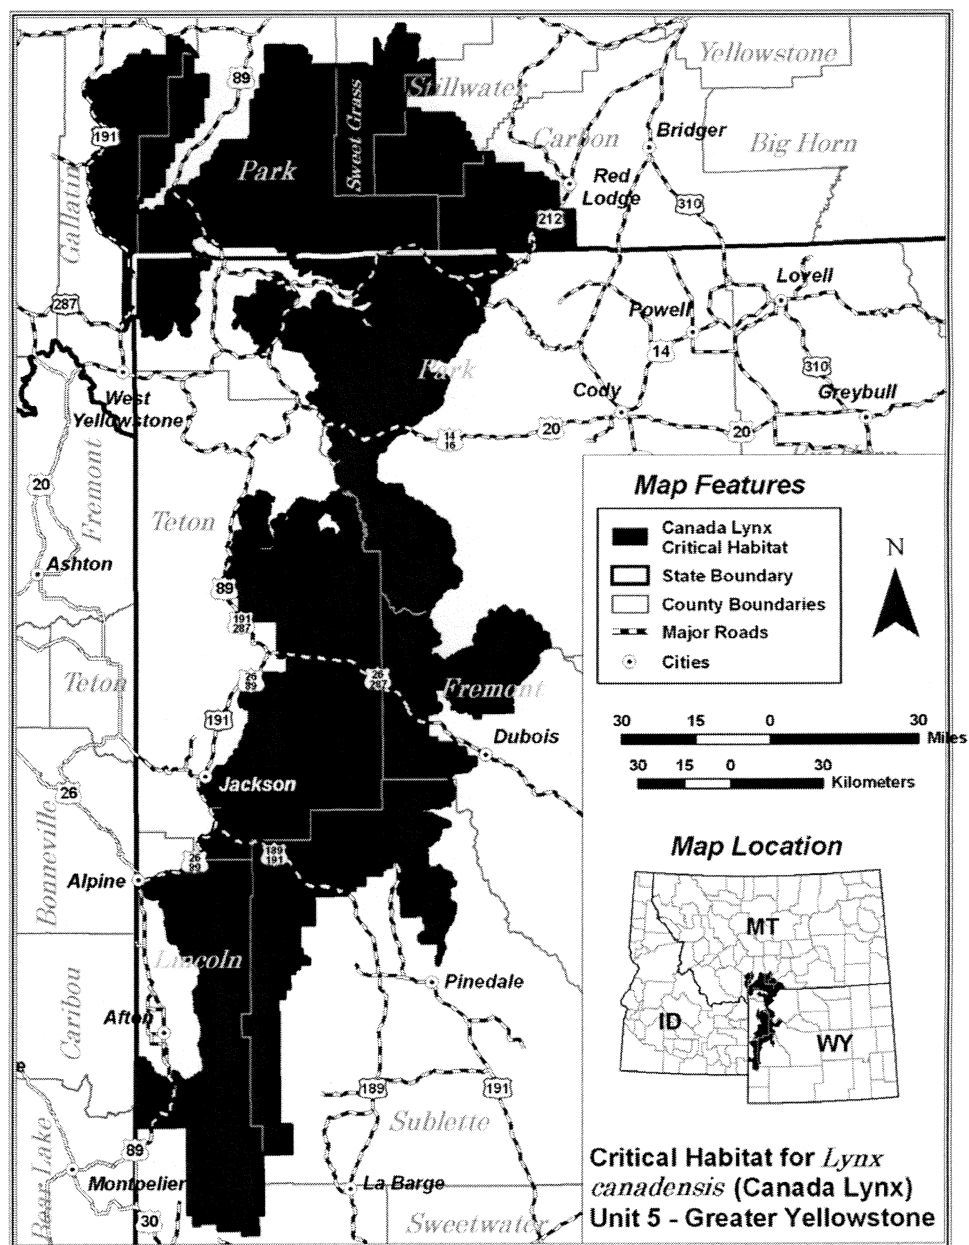 Yellowstone
89
Stillwater
Sweet Grass
191
Bridger
Carbon
Big Horn
Park
Red
Lodge
Gallatin
310
212
Lovell
287
Powell
14
310
Park
Cody
Greybull
West
Yellowstone
14
16
20
20
Fremont
20
Map Features
Teton
Canada Lynx
Critical Habitat
N
Ashton
State Boundary
89
County Boundaries
191
287
Major Roads
Cities
Teton
26
89
26
287
Fremont
30 15 0 30
Miles
191
Dubois
30 15 0 30
Kilometers
Jackson
26
Bonneville
Map Location
189
191
26
89
Alpine
MT
Lincoln
Pinedale
Caribou
Afton
ID
WY
e
189
191
Sublette
89
Bear Lake
Critical Habitat for Lynx
canadensis (Canada Lynx)
Unit 5 - Greater Yellowstone
Montpelier
La Barge
30
Sweetwater